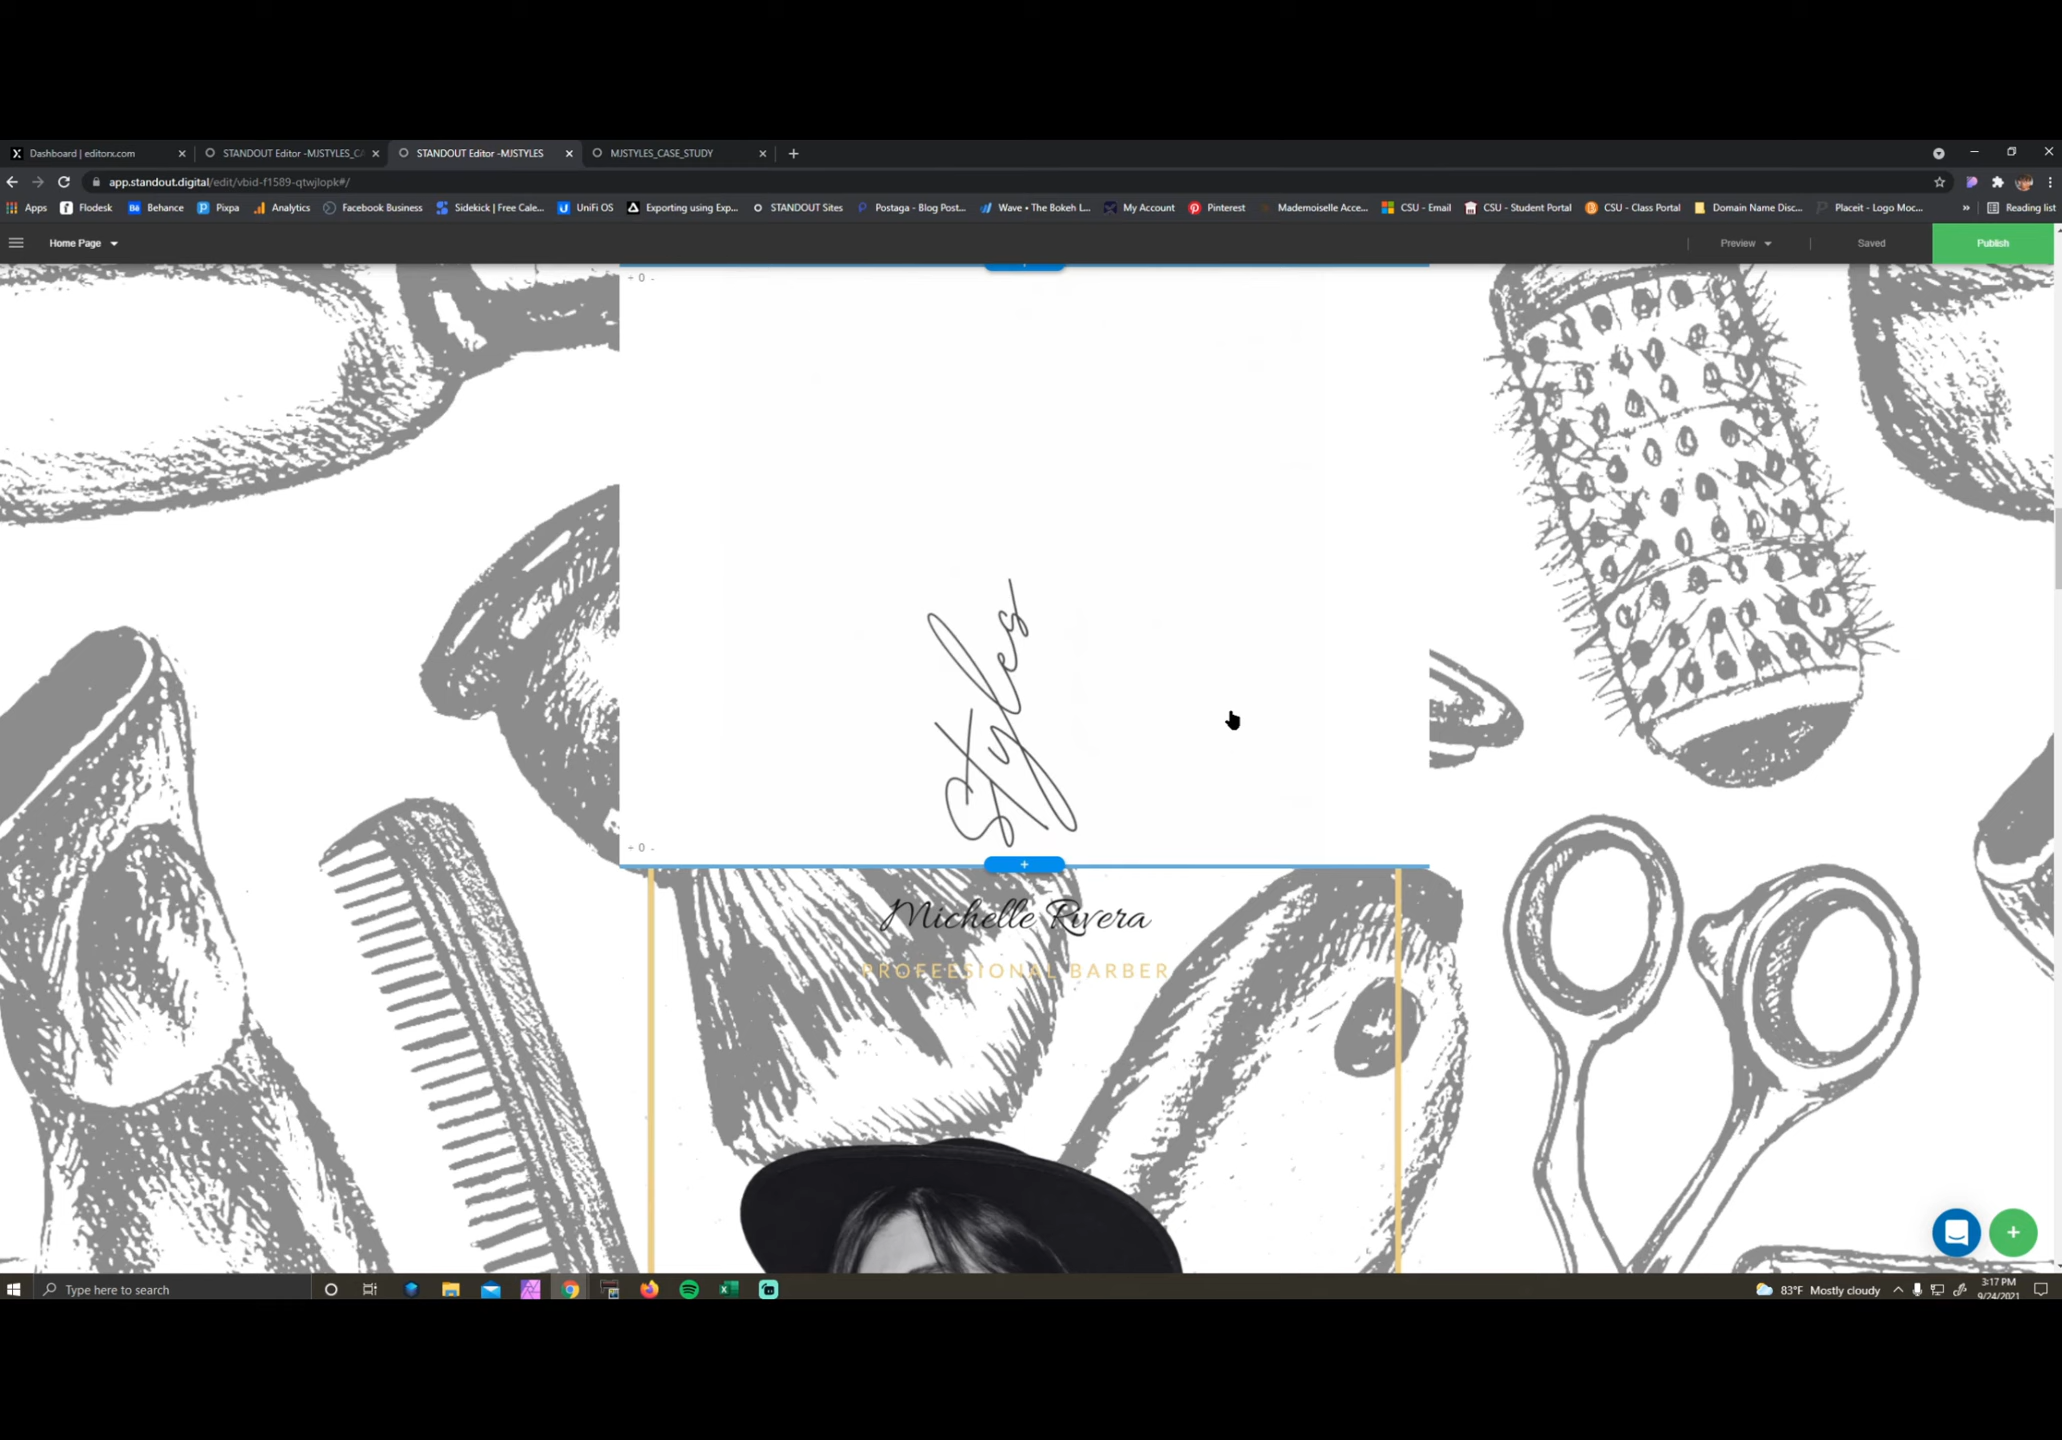 Dashboard | editorx.com
STANDOUT Editor -MJSTYLES_CA
STANDOUT Editor -MJSTYLES
MJSTYLES_CASE_STUDY
app.standout.digital/edit/vbid-f1589-qtwjlopk#/
Apps
Flodesk
Behance
Pixpa
Analytics
Facebook Business
Sidekick | Free Cale...
UniFi OS
Exporting using Exp...
STANDOUT Sites
Postaga - Blog Post...
Wave • The Bokeh L...
My Account
Pinterest
Mademoiselle Acce...
CSU - Email
CSU - Student Portal
CSU - Class Portal
Domain Name Disc...
Placeit - Logo Moc...
»
Reading list
Home Page
Preview
Saved
Publish
+ 0 -
Styles
+ 0 -
Michelle Rivera
PROFEESIONAL BARBER
Type here to search
83°F Mostly cloudy
3:17 PM
9/24/2021